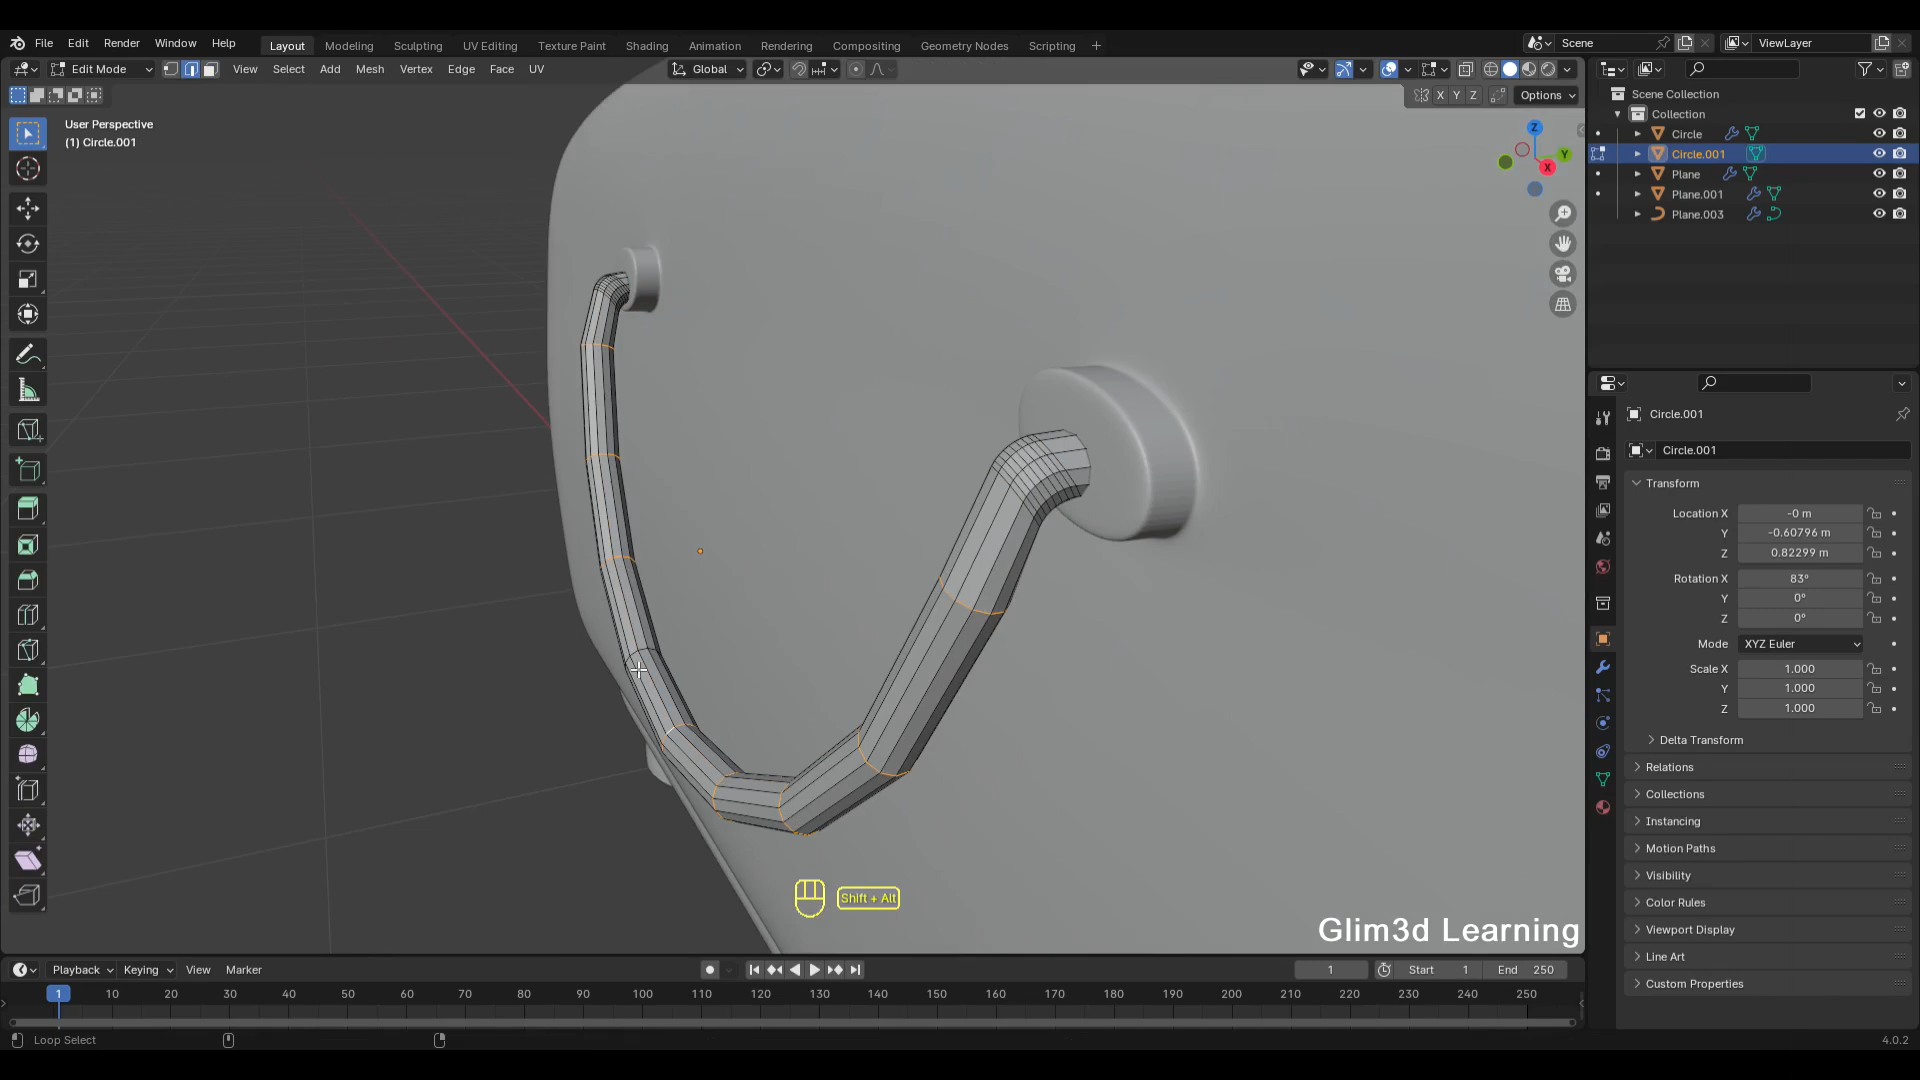 File Edit Render Window Help Layout Modeling Sculpting UV Editing Texture Paint Shading Animation Rendering Compositing Geometry Nodes Scripting + Scene ViewLayer
Edit Mode View Select Add Mesh Vertex Edge Face UV Global
X Y Z Options
User Perspective
(1) Circle.001
Z
Y
X
Scene Collection
Collection
Circle
Circle.001
Plane
Plane.001
Plane.003
Circle.001
Circle.001
Transform
Location X -0 m
Y -0.60796 m
Z 0.82299 m
Rotation X 83°
Y 0°
Z 0°
Mode XYZ Euler
Scale X 1.000
Y 1.000
Z 1.000
Delta Transform
Relations
Collections
Instancing
Motion Paths
Visibility
Color Rules
Viewport Display
Line Art
Custom Properties
Shift + Alt
Glim3d Learning
Playback Keying View Marker 1 Start 1 End 250
1 10 20 30 40 50 60 70 80 90 100 110 120 130 140 150 160 170 180 190 200 210 220 230 240 250
Loop Select 4.0.2